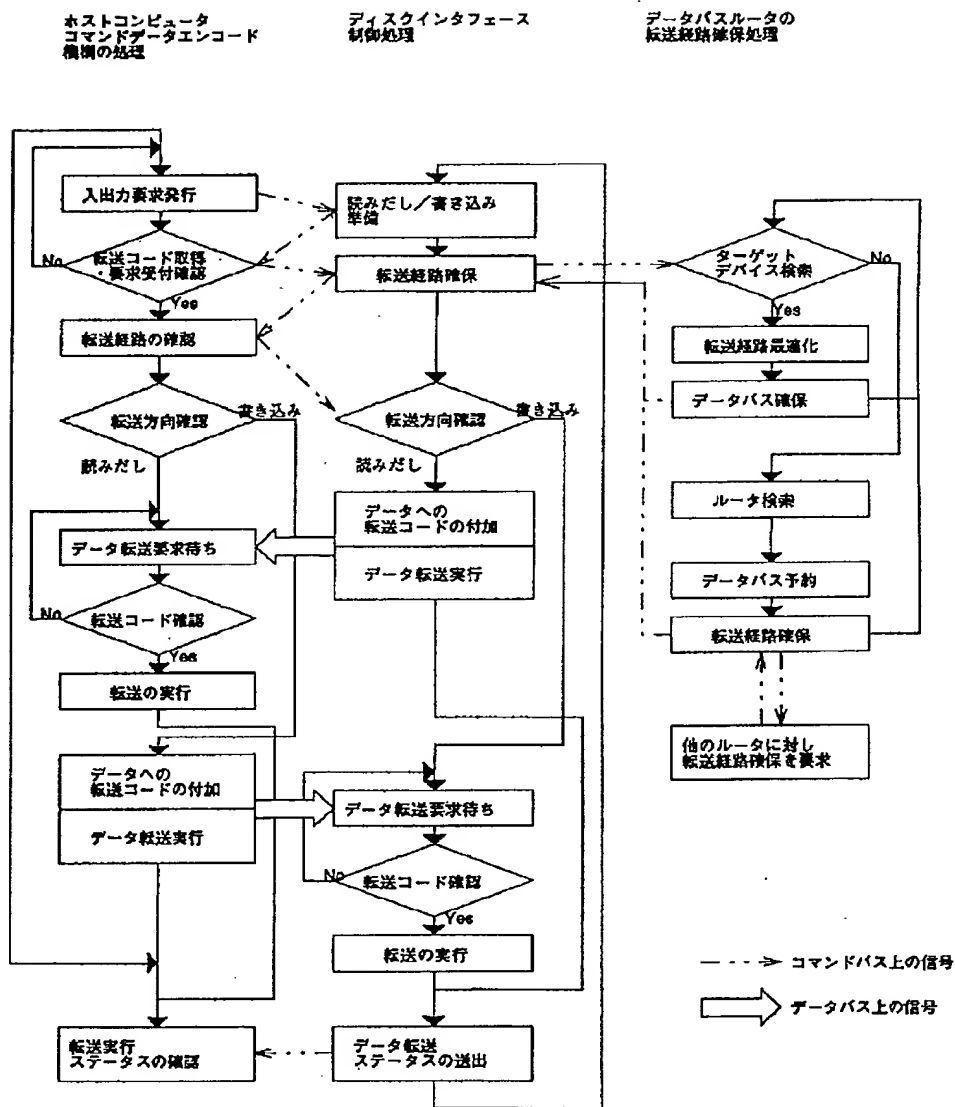 ホストコンピュータ
コマンドデータエンコード
機構の処理
ディスクインタフェース
制御処理
データバスルータの
転送経路確保処理
入出力要求発行
転送コード取得
・要求受付確認
No
Yes
転送経路の確認
転送方向確認
書き込み
読みだし
データ転送要求待ち
転送コード確認
No
Yes
転送の実行
データへの
転送コードの付加
データ転送実行
転送実行
ステータスの確認
読みだし／書き込み
準備
転送経路確保
転送方向確認
書き込み
読みだし
データへの
転送コードの付加
データ転送実行
データ転送要求待ち
転送コード確認
No
Yes
転送の実行
データ転送
ステータスの送出
ターゲット
デバイス検索
No
Yes
転送経路最適化
データバス確保
ルータ検索
データバス予約
転送経路確保
他のルータに対し
転送経路確保を要求
コマンドバス上の信号
データバス上の信号